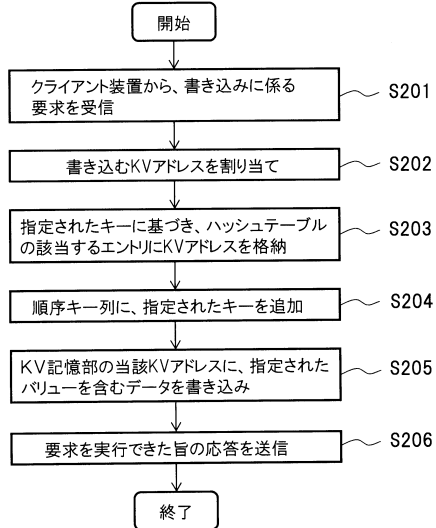 開始
クライアント装置から、書き込みに係る
要求を受信
S201
書き込むKVアドレスを割り当て
S202
指定されたキーに基づき、ハッシュテーブル
の該当するエントリにKVアドレスを格納
S203
順序キー列に、指定されたキーを追加
S204
KV記憶部の当該KVアドレスに、指定された
バリューを含むデータを書き込み
S205
要求を実行できた旨の応答を送信
S206
終了